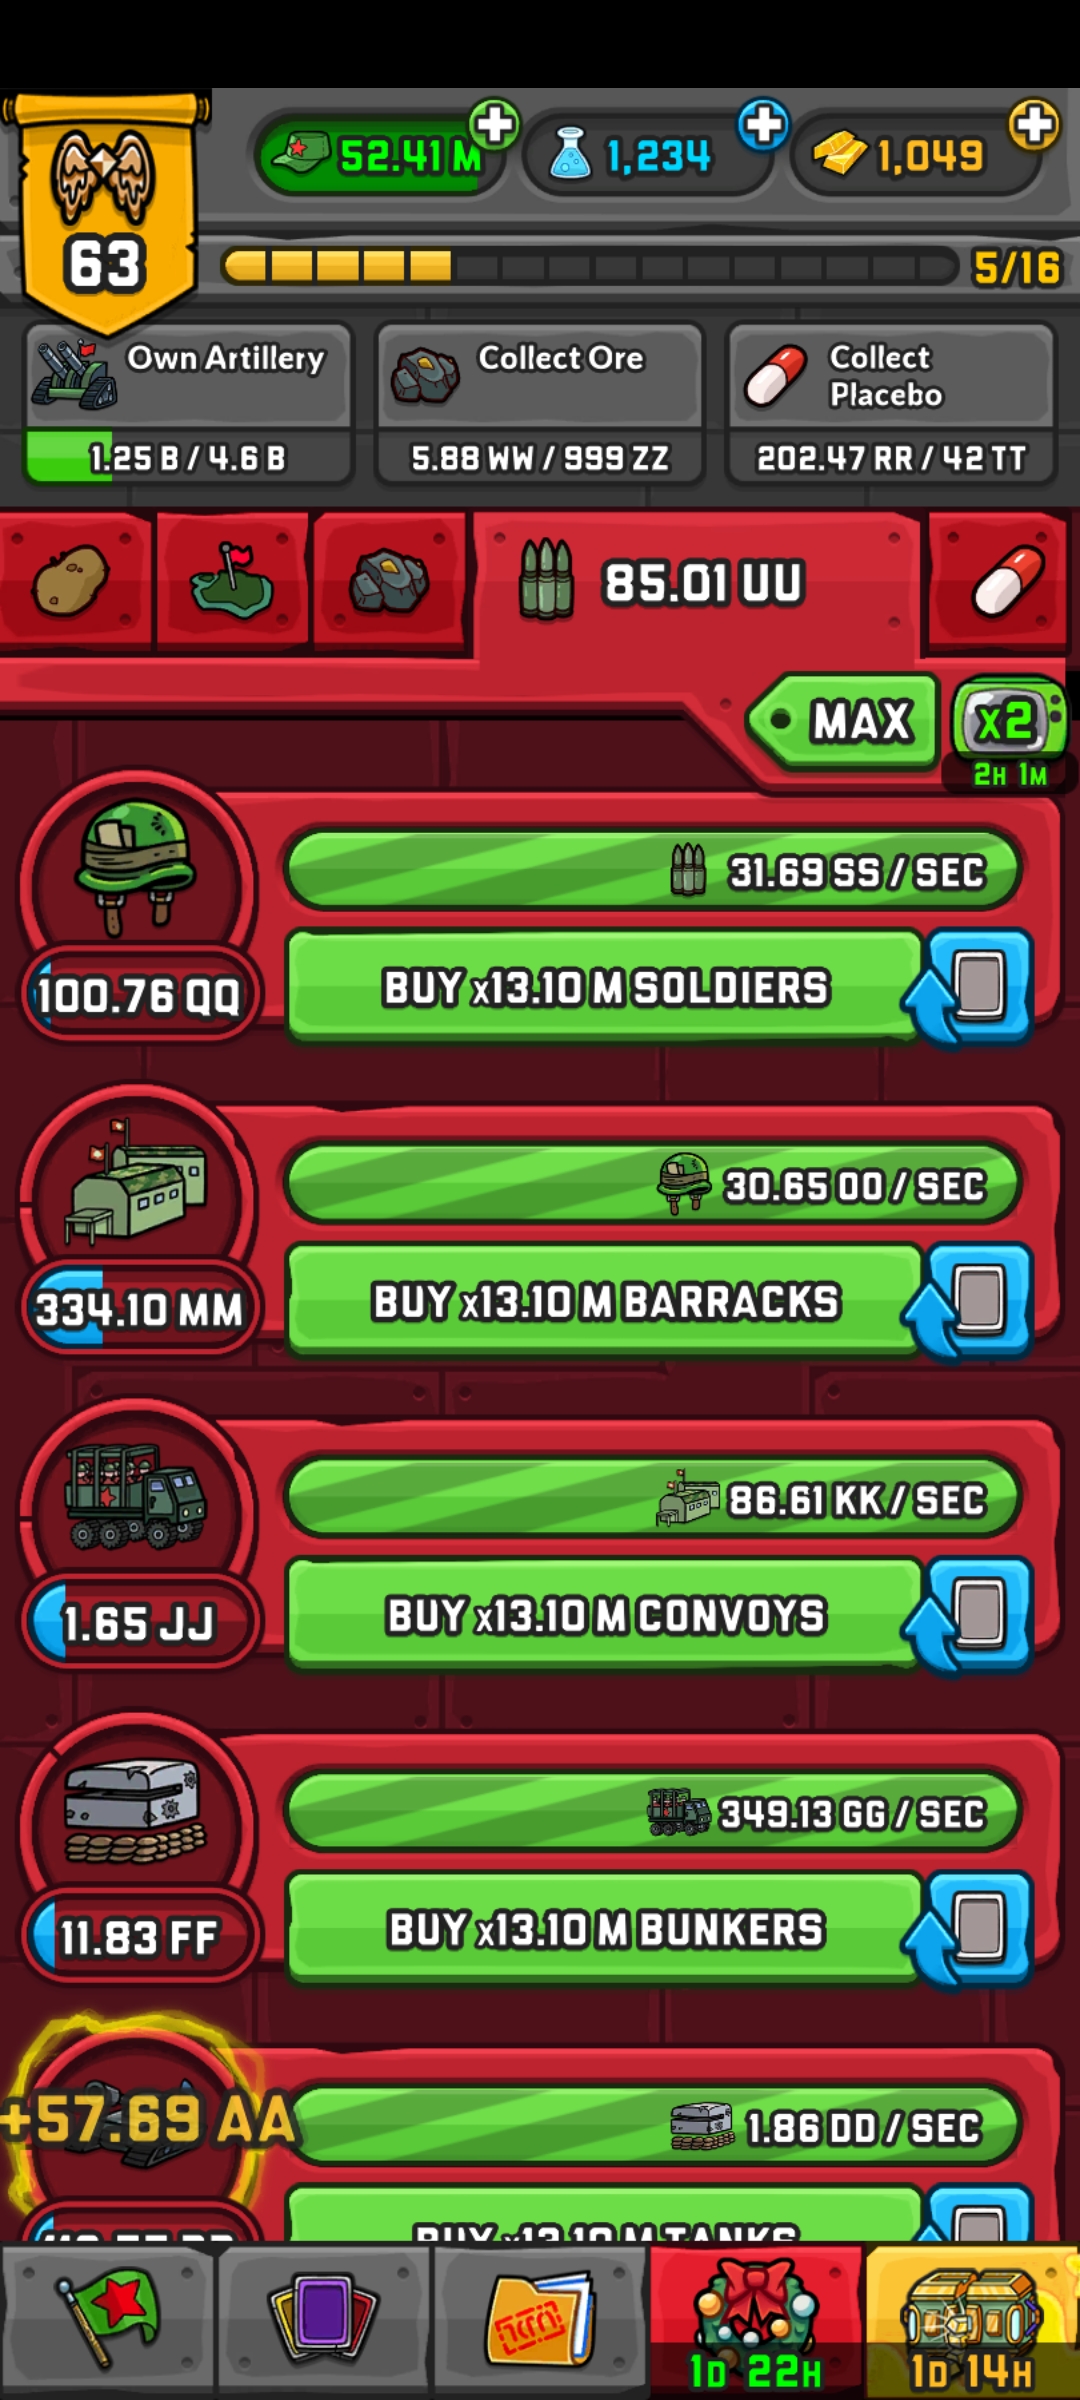 52.41 M
1,234
1,049
63
5/16
Own Artillery
1.25 B / 4.6 B
Collect Ore
5.88 WW / 999 ZZ
Collect
Placebo
202.47 RR / 42 TT
85.01 UU
MAX
x2
2H 1M
31.69 SS / SEC
100.76 QQ
BUY x13.10 M SOLDIERS
30.65 OO / SEC
334.10 MM
BUY x13.10 M BARRACKS
86.61 KK / SEC
1.65 JJ
BUY x13.10 M CONVOYS
349.13 GG / SEC
11.83 FF
BUY x13.10 M BUNKERS
+57.69 AA
1.86 DD / SEC
BUY x13.10 M TANKS
1D 22H
1D 14H